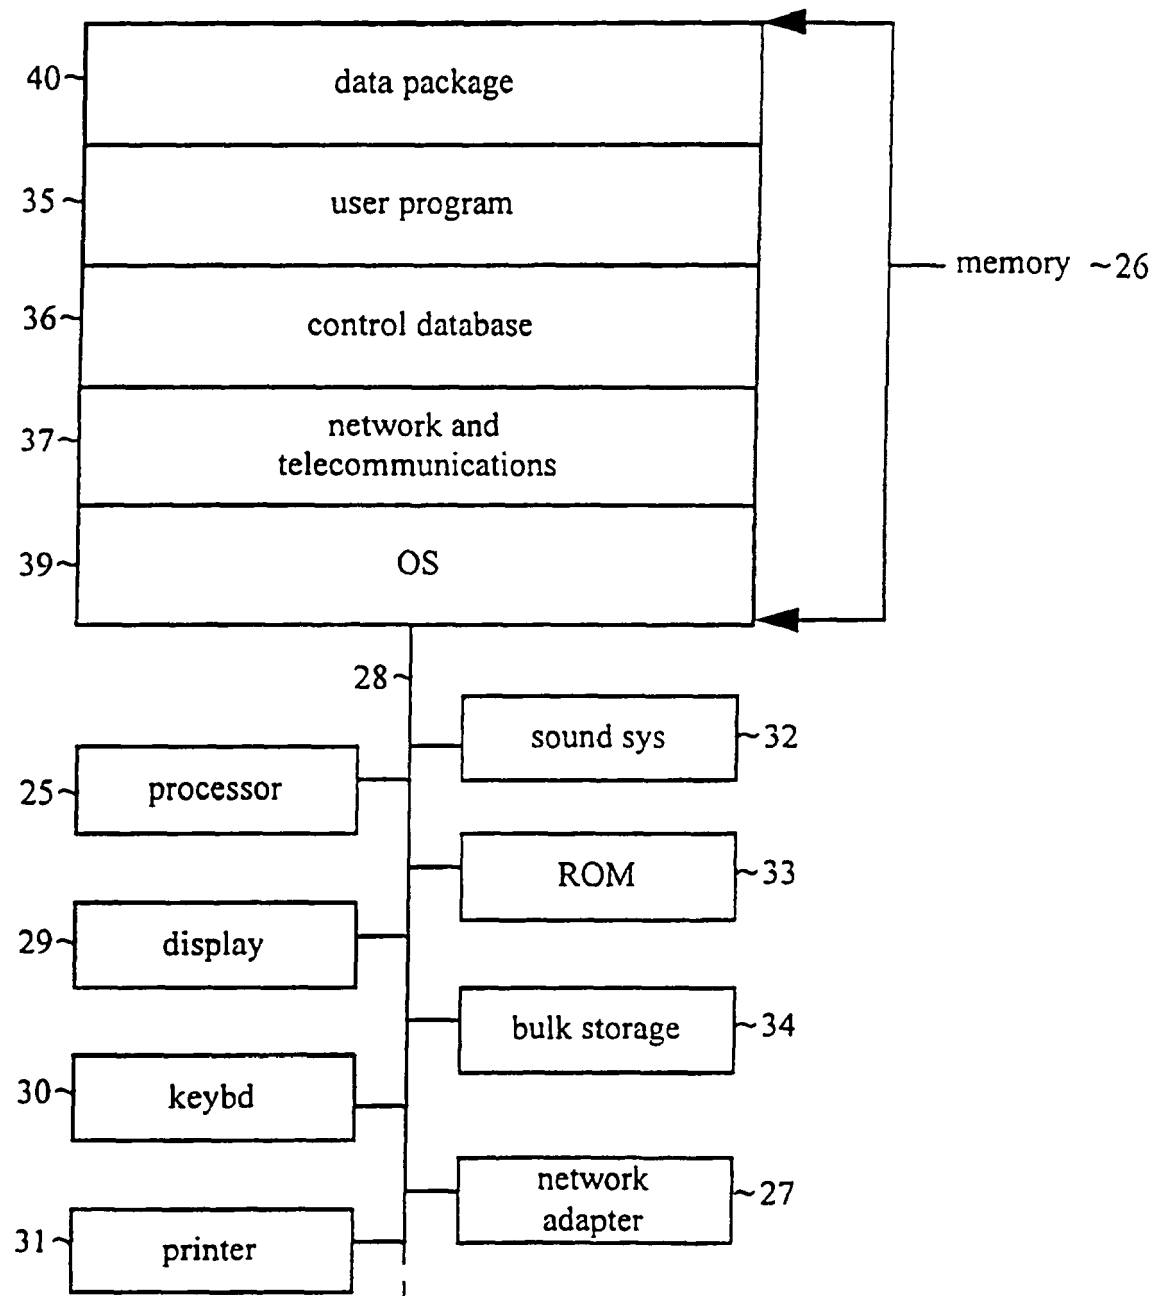 40~ data package
35~ user program
memory ~26
36~ control database
37~ network and
telecommunications
39~ OS
28~
sound sys ~32
25~ processor
ROM ~33
29~ display
bulk storage ~34
30~ keybd
network
adapter ~27
31~ printer